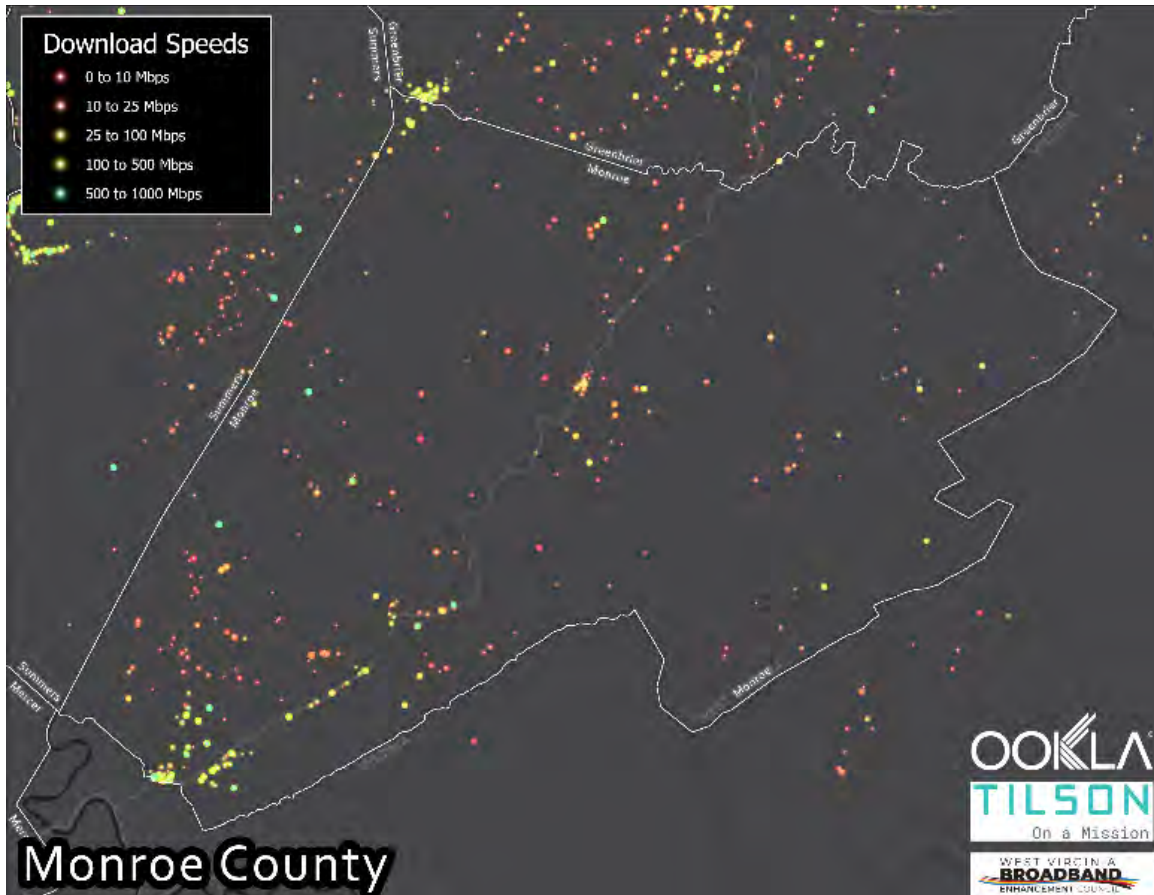 Download Speeds
0 to 10 Mbps
10 to 25 Mbps
25 to 100 Mbps
100 to 500 Mbps
500 to 1000 Mbps
Summers
Greenbrier
Greenbrier
Monroe
Greenbrier
Summers
Monroe
Summers
Mercer
Monroe
Monroe County
OOKLA
TILSON
On a Mission
WEST VIRGINIA
BROADBAND
ENHANCEMENT COUNCIL